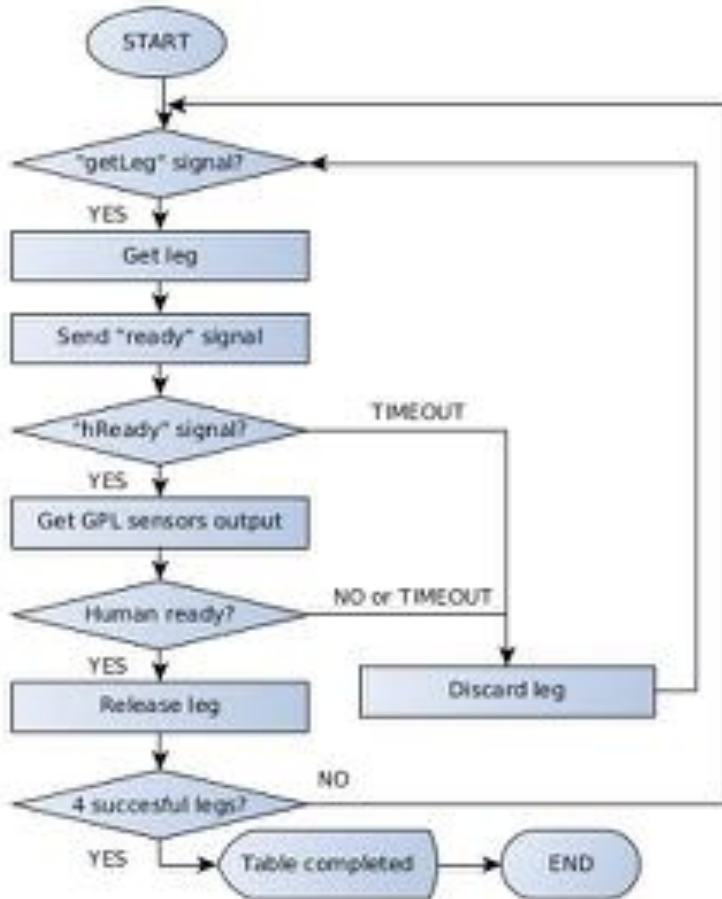 START
"getLeg" signal?
YES
Get leg
Send "ready" signal
"hReady" signal?
TIMEOUT
YES
Get GPL sensors output
Human ready?
NO or TIMEOUT
YES
Release leg
Discard leg
4 succesful legs?
NO
YES
Table completed
END